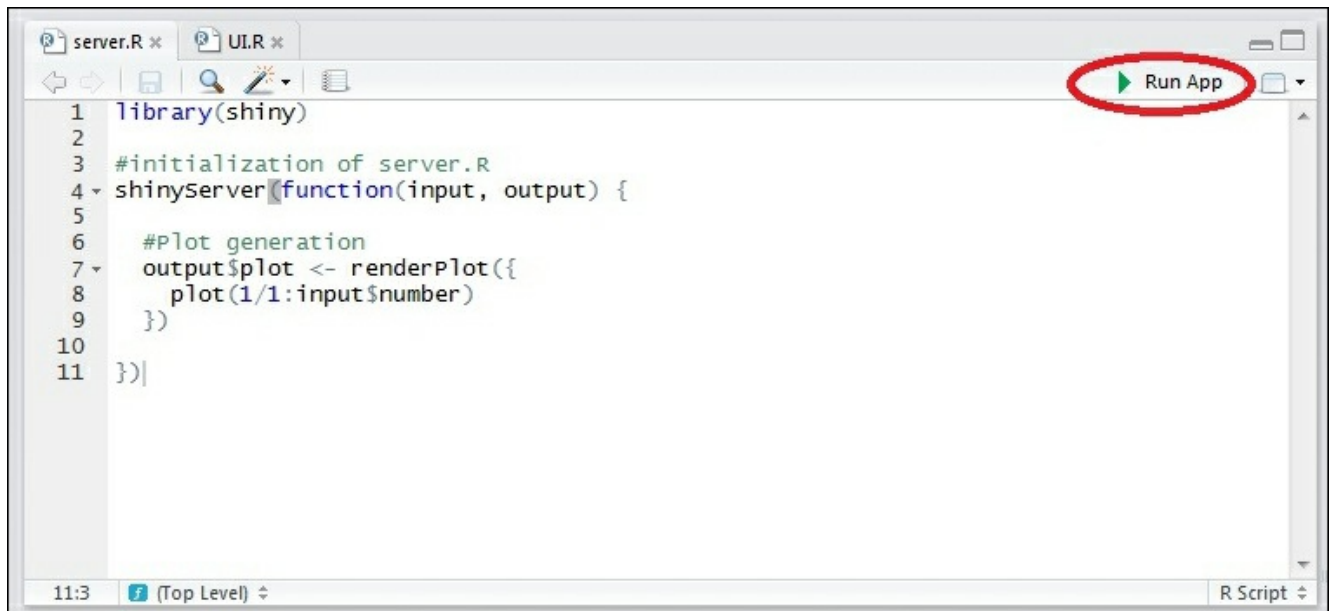 server.R × UI.R ×
Run App
1 library(shiny)
2
3 #initialization of server.R
4 shinyServer(function(input, output) {
5
6   #Plot generation
7   output$plot <- renderPlot({
8     plot(1/1:input$number)
9   })
10
11 })
11:3 (Top Level) R Script